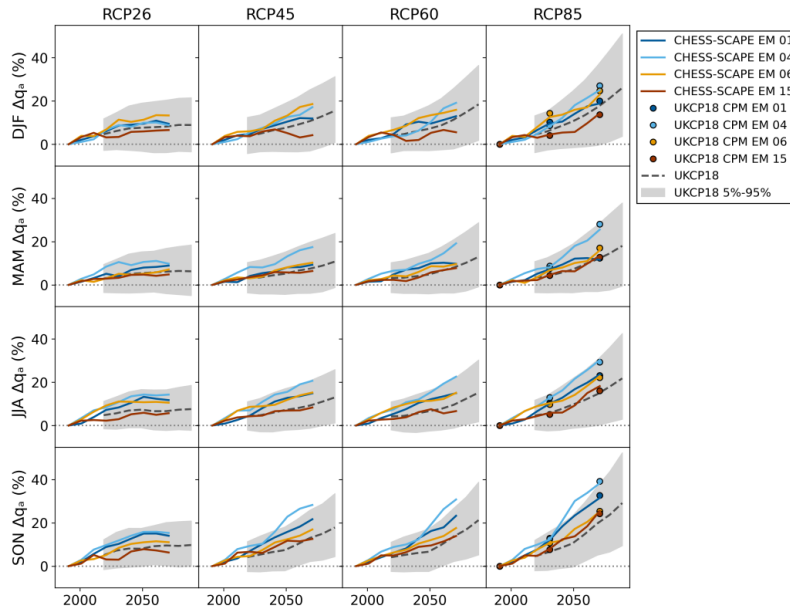 RCP26 RCP45 RCP60 RCP85
DJF Δqₐ (%)
40
20
0
MAM Δqₐ (%)
40
20
0
JJA Δqₐ (%)
40
20
0
SON Δqₐ (%)
40
20
0
2000 2050 2000 2050 2000 2050 2000 2050
CHESS-SCAPE EM 01
CHESS-SCAPE EM 04
CHESS-SCAPE EM 06
CHESS-SCAPE EM 15
UKCP18 CPM EM 01
UKCP18 CPM EM 04
UKCP18 CPM EM 06
UKCP18 CPM EM 15
UKCP18
UKCP18 5%-95%